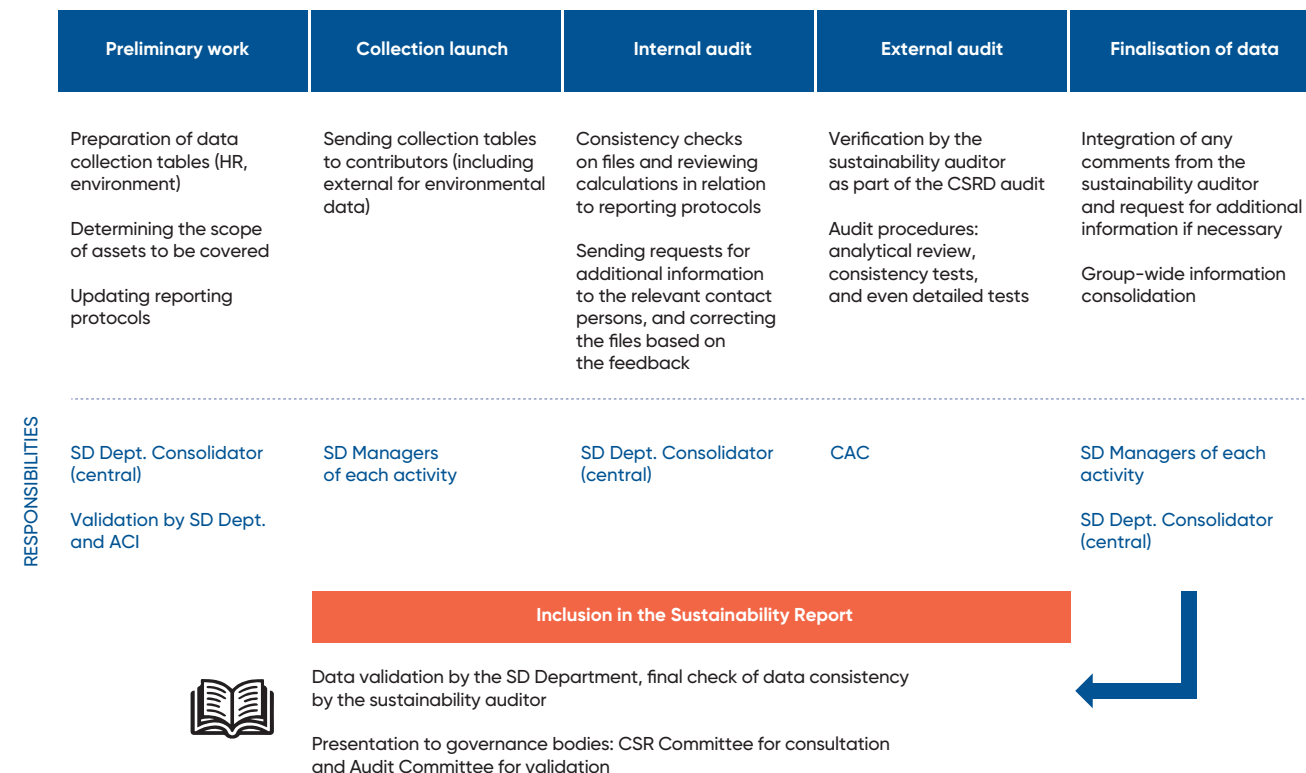 Preliminary work
Collection launch
Internal audit
External audit
Finalisation of data
Preparation of data
collection tables (HR,
environment)
Determining the scope
of assets to be covered
Updating reporting
protocols
Sending collection tables
to contributors (including
external for environmental
data)
Consistency checks
on files and reviewing
calculations in relation
to reporting protocols
Sending requests for
additional information
to the relevant contact
persons, and correcting
the files based on
the feedback
Verification by the
sustainability auditor
as part of the CSRD audit
Audit procedures:
analytical review,
consistency tests,
and even detailed tests
Integration of any
comments from the
sustainability auditor
and request for additional
information if necessary
Group-wide information
consolidation
RESPONSIBILITIES
SD Dept. Consolidator
(central)
Validation by SD Dept.
and ACI
SD Managers
of each activity
SD Dept. Consolidator
(central)
CAC
SD Managers of each
activity
SD Dept. Consolidator
(central)
Inclusion in the Sustainability Report
Data validation by the SD Department, final check of data consistency
by the sustainability auditor
Presentation to governance bodies: CSR Committee for consultation
and Audit Committee for validation